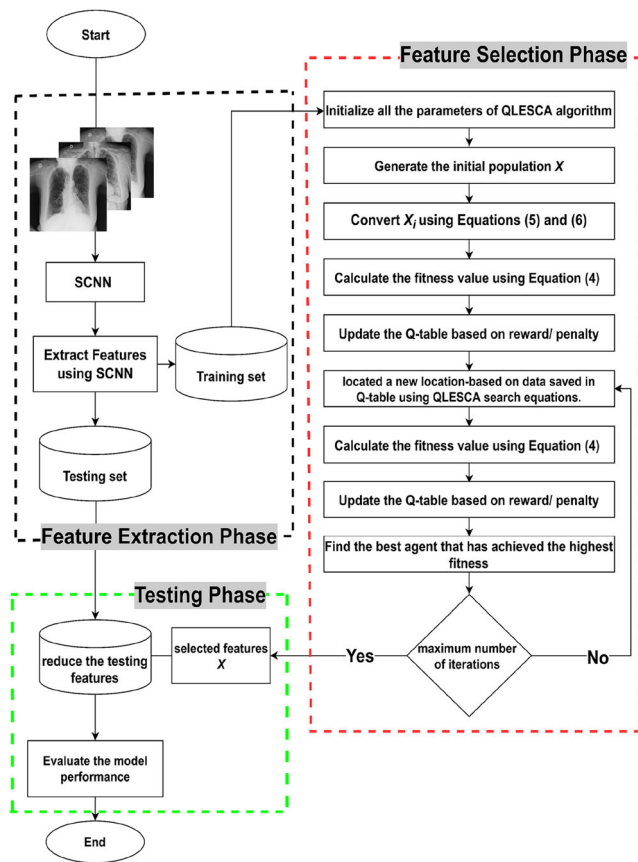 Start
SCNN
Extract Features
using SCNN
Training set
Testing set
Feature Extraction Phase
Feature Selection Phase
Initialize all the parameters of QLESCA algorithm
Generate the initial population X
Convert Xi using Equations (5) and (6)
Calculate the fitness value using Equation (4)
Update the Q-table based on reward/ penalty
located a new location-based on data saved in
Q-table using QLESCA search equations.
Calculate the fitness value using Equation (4)
Update the Q-table based on reward/ penalty
Find the best agent that has achieved the highest
fitness
maximum number
of iterations
Yes
No
Testing Phase
selected features
X
reduce the testing
features
Evaluate the model
performance
End